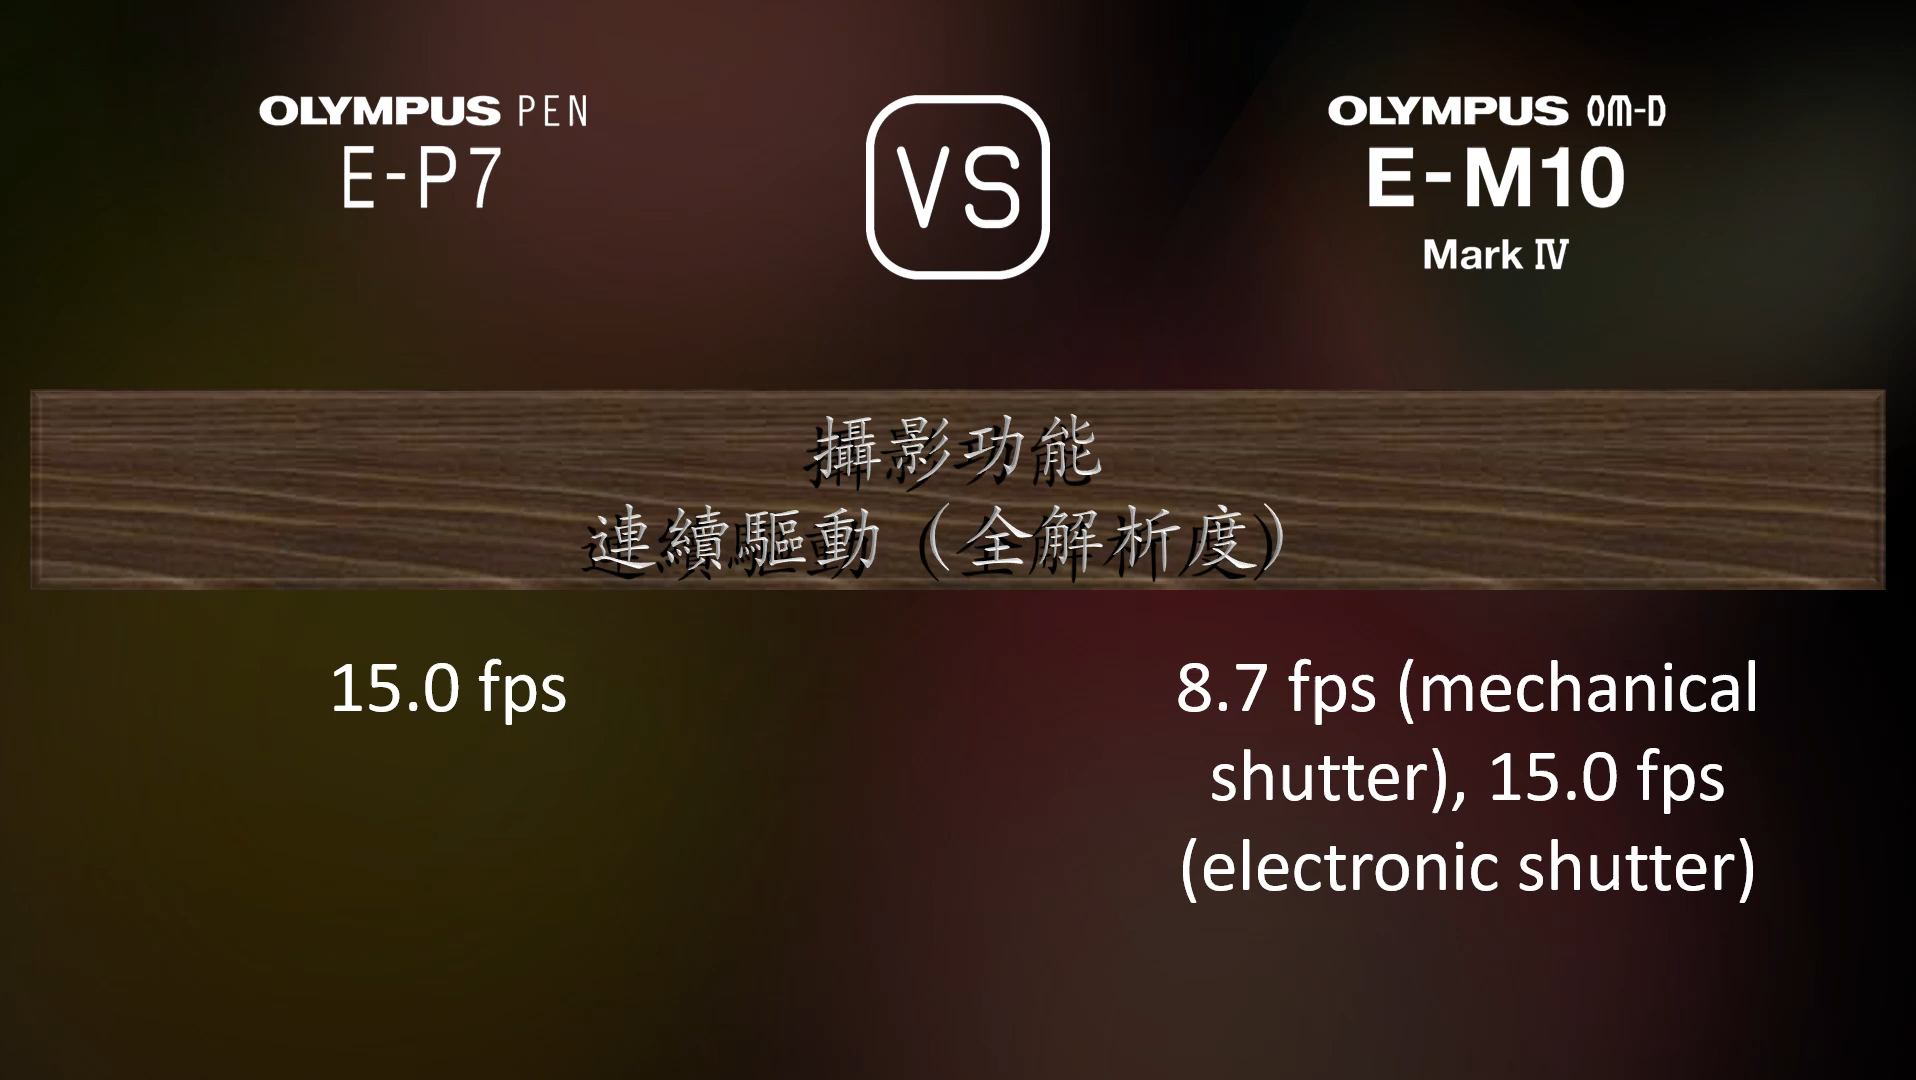 OLYMPUS PEN
E-P7
VS
OLYMPUS OM-D
E-M10
Mark IV
攝影功能
連續驅動（全解析度）
15.0 fps
8.7 fps (mechanical
shutter), 15.0 fps
(electronic shutter)